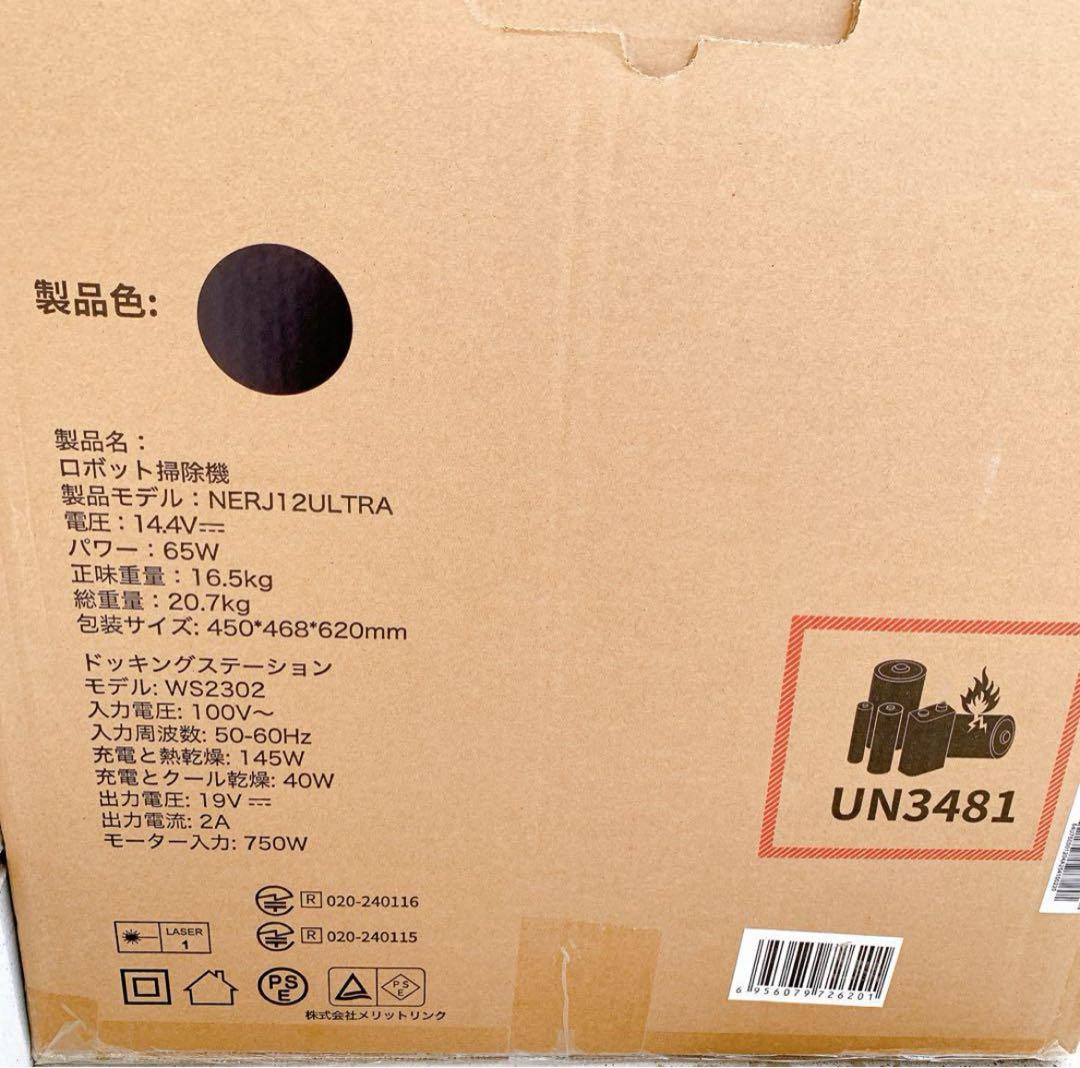 製品色:
製品名：
ロボット掃除機
製品モデル：NERJ12ULTRA
電圧：14.4V⎓
パワー：65W
正味重量：16.5kg
総重量：20.7kg
包装サイズ: 450*468*620mm
ドッキングステーション
モデル: WS2302
入力電圧: 100V～
入力周波数: 50-60Hz
充電と熱乾燥: 145W
充電とクール乾燥: 40W
出力電圧: 19V ⎓
出力電流: 2A
モーター入力: 750W
R 020-240116
R 020-240115
LASER
1
PS
E
PS
E
株式会社メリットリンク
UN3481
6 956079 726201